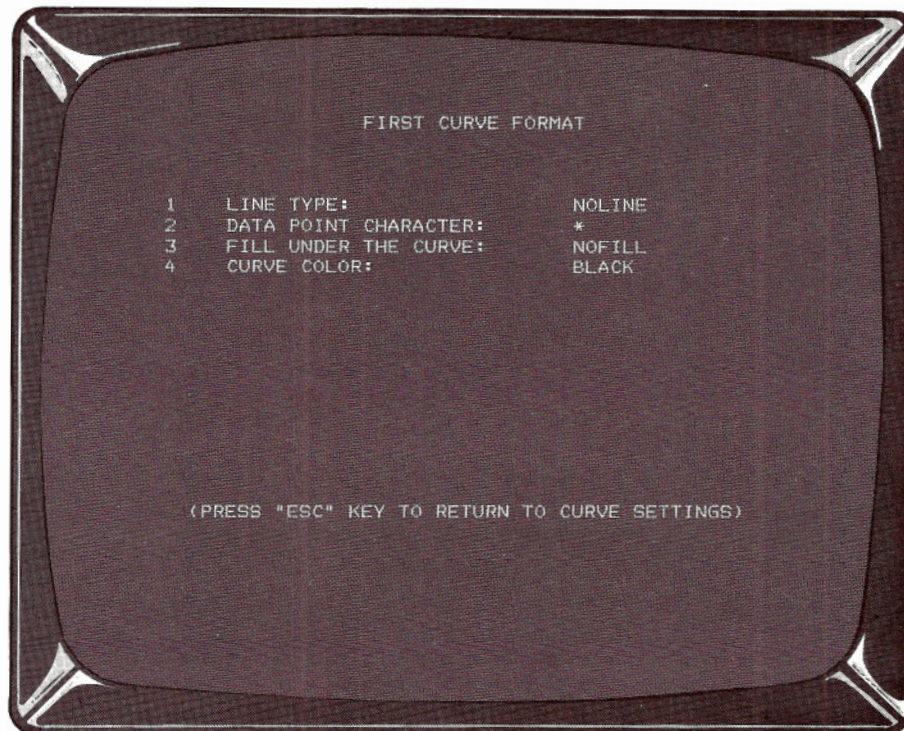 FIRST CURVE FORMAT
1 LINE TYPE: NOLINE
2 DATA POINT CHARACTER: *
3 FILL UNDER THE CURVE: NOFILL
4 CURVE COLOR: BLACK
(PRESS "ESC" KEY TO RETURN TO CURVE SETTINGS)